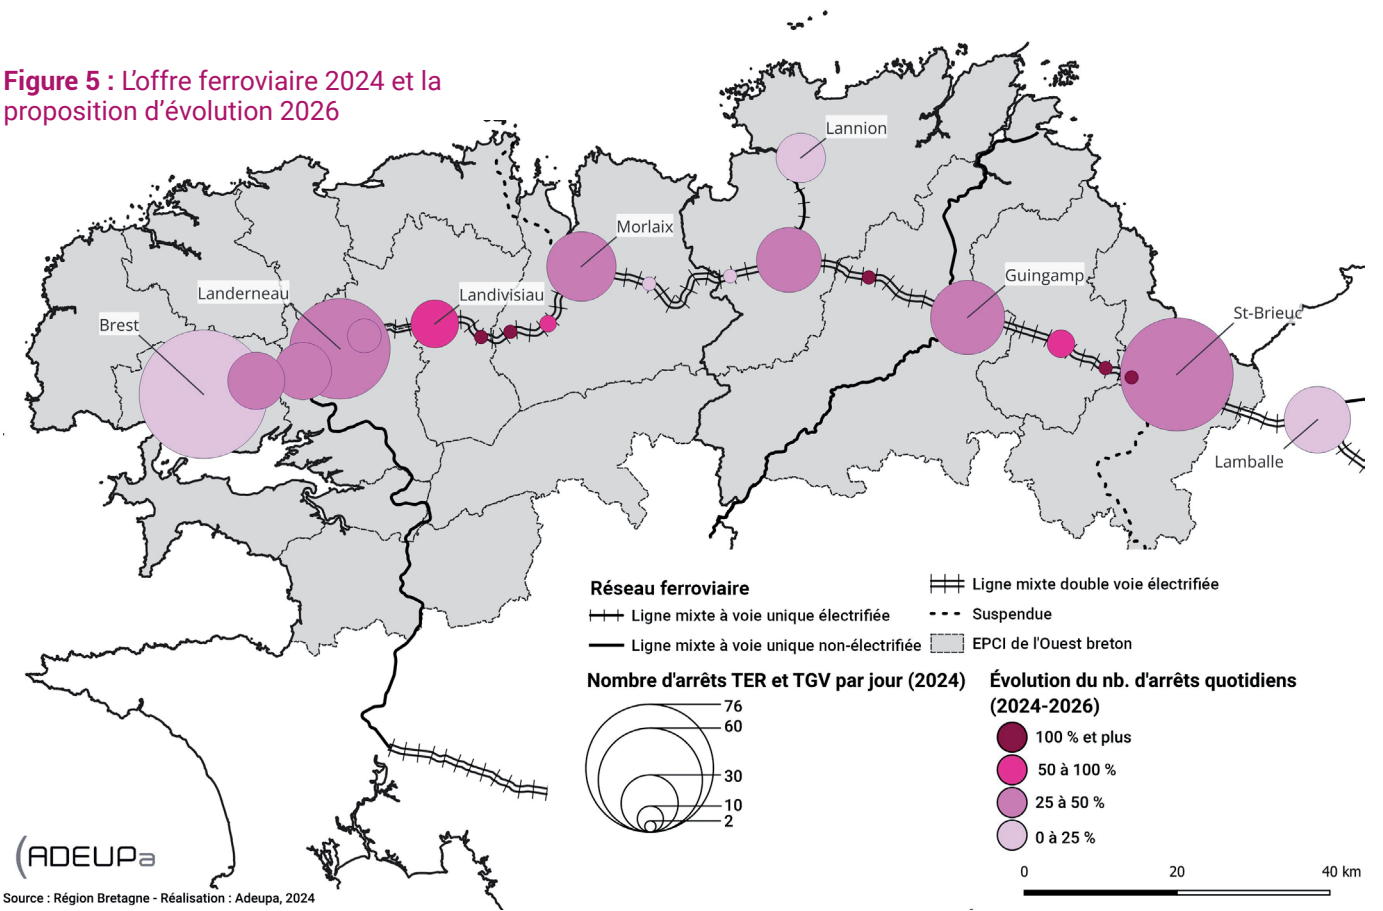 Figure 5 : L'offre ferroviaire 2024 et la
proposition d'évolution 2026
Lannion
Morlaix
Guingamp
Landerneau
Landivisiau
St-Brieuc
Brest
Lamballe
Réseau ferroviaire
Ligne mixte à voie unique électrifiée
Ligne mixte à voie unique non-électrifiée
Ligne mixte double voie électrifiée
Suspendue
EPCI de l'Ouest breton
Nombre d'arrêts TER et TGV par jour (2024)
76
60
30
10
2
Évolution du nb. d'arrêts quotidiens
(2024-2026)
100 % et plus
50 à 100 %
25 à 50 %
0 à 25 %
0 20 40 km
ADEUPa
Source : Région Bretagne - Réalisation : Adeupa, 2024